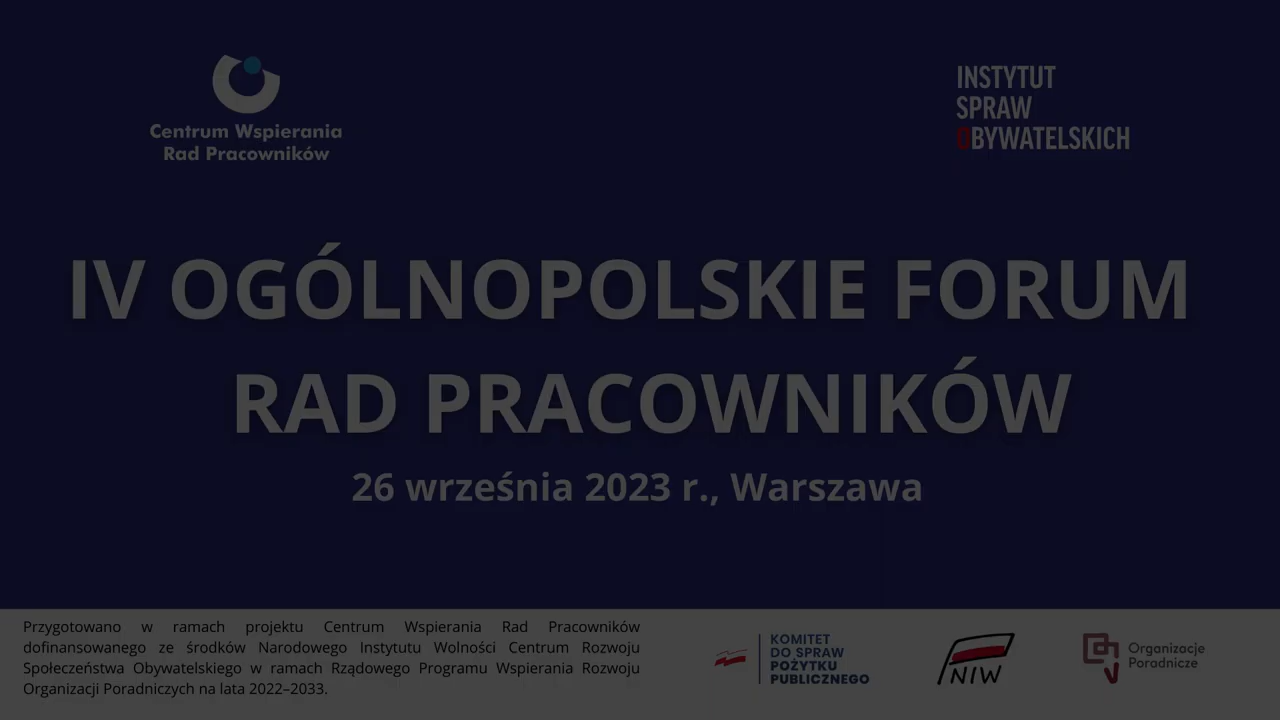 Centrum Wspierania
Rad Pracowników
INSTYTUT
SPRAW
OBYWATELSKICH
IV OGÓLNOPOLSKIE FORUM
RAD PRACOWNIKÓW
26 września 2023 r., Warszawa
Przygotowano w ramach projektu Centrum Wspierania Rad Pracowników
dofinansowanego ze środków Narodowego Instytutu Wolności Centrum Rozwoju
Społeczeństwa Obywatelskiego w ramach Rządowego Programu Wspierania Rozwoju
Organizacji Poradniczych na lata 2022–2033.
KOMITET
DO SPRAW
POŻYTKU
PUBLICZNEGO
NIW
Organizacje
Poradnicze